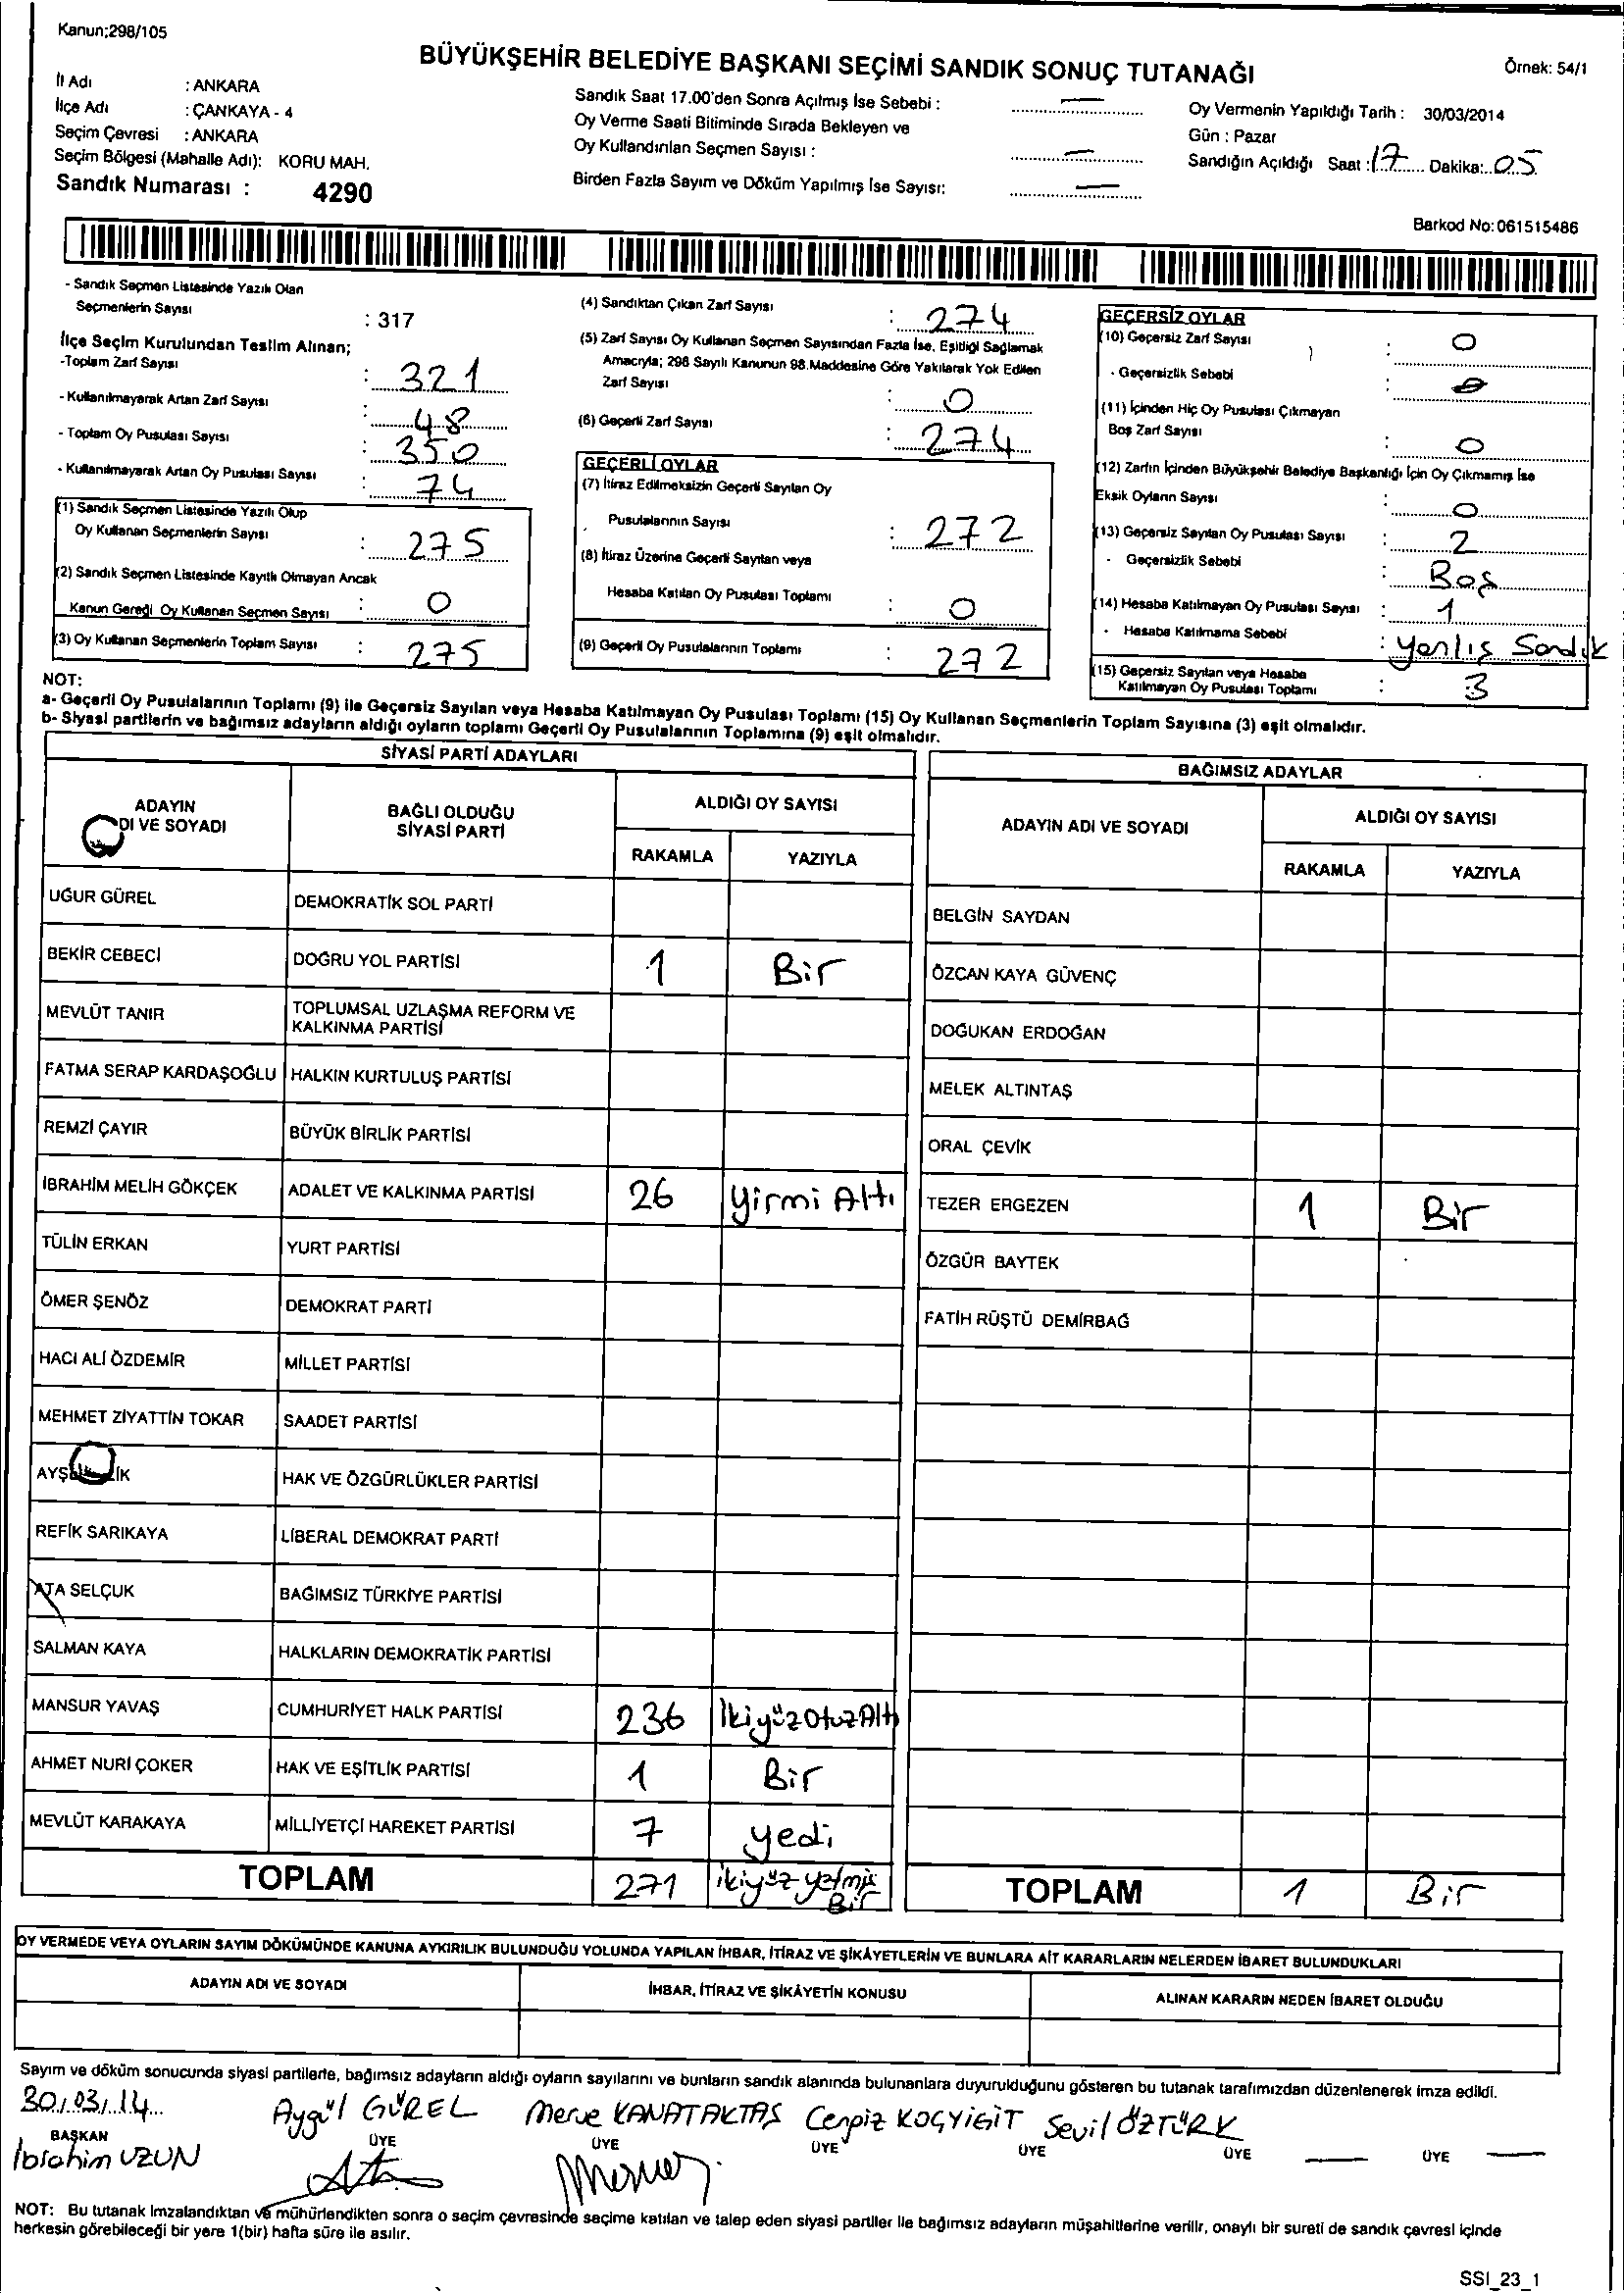 Kanun;298/105
BÜYÜKŞEHİR BELEDİYE BAŞKANI SEÇİMİ SANDIK SONUÇ TUTANAĞI
Örnek: 54/1
İl Adı : ANKARA
İlçe Adı : ÇANKAYA - 4
Seçim Çevresi : ANKARA
Seçim Bölgesi (Mahalle Adı): KORU MAH.
Sandık Numarası : 4290
Sandık Saat 17.00'den Sonra Açılmış İse Sebebi : —
Oy Verme Saati Bitiminde Sırada Bekleyen ve
Oy Kullandırılan Seçmen Sayısı : —
Birden Fazla Sayım ve Döküm Yapılmış İse Sayısı: —
Oy Vermenin Yapıldığı Tarih : 30/03/2014
Gün : Pazar
Sandığın Açıldığı Saat : 17 Dakika: 05
Barkod No:061515486
- Sandık Seçmen Listesinde Yazılı Olan
Seçmenlerin Sayısı : 317
İlçe Seçim Kurulundan Teslim Alınan;
-Toplam Zarf Sayısı : 321
- Kullanılmayarak Artan Zarf Sayısı : 48
- Toplam Oy Pusulası Sayısı : 350
- Kullanılmayarak Artan Oy Pusulası Sayısı : 74
(1) Sandık Seçmen Listesinde Yazılı Olup
Oy Kullanan Seçmenlerin Sayısı : 275
(2) Sandık Seçmen Listesinde Kayıtlı Olmayan Ancak
Kanun Gereği Oy Kullanan Seçmen Sayısı : 0
(3) Oy Kullanan Seçmenlerin Toplam Sayısı : 275
(4) Sandıktan Çıkan Zarf Sayısı : 274
(5) Zarf Sayısı Oy Kullanan Seçmen Sayısından Fazla İse, Eşitliği Sağlamak
Amacıyla; 298 Sayılı Kanunun 98.Maddesine Göre Yakılarak Yok Edilen
Zarf Sayısı : 0
(6) Geçerli Zarf Sayısı : 274
GEÇERLİ OYLAR
(7) İtiraz Edilmeksizin Geçerli Sayılan Oy
Pusulalarının Sayısı : 272
(8) İtiraz Üzerine Geçerli Sayılan veya
Hesaba Katılan Oy Pusulası Toplamı : 0
(9) Geçerli Oy Pusulalarının Toplamı : 272
GEÇERSİZ OYLAR
(10) Geçersiz Zarf Sayısı : 0
- Geçersizlik Sebebi : 0
(11) İçinden Hiç Oy Pusulası Çıkmayan
Boş Zarf Sayısı : 0
(12) Zarfın İçinden Büyükşehir Belediye Başkanlığı İçin Oy Çıkmamış İse
Eksik Oyların Sayısı : 0
(13) Geçersiz Sayılan Oy Pusulası Sayısı : 2
- Geçersizlik Sebebi : Boş
(14) Hesaba Katılmayan Oy Pusulası Sayısı : 1
- Hesaba Katılmama Sebebi : Yanlış Sandık
(15) Geçersiz Sayılan veya Hesaba
Katılmayan Oy Pusulası Toplamı : 3
NOT:
a- Geçerli Oy Pusulalarının Toplamı (9) ile Geçersiz Sayılan veya Hesaba Katılmayan Oy Pusulası Toplamı (15) Oy Kullanan Seçmenlerin Toplam Sayısına (3) eşit olmalıdır.
b- Siyasi partilerin ve bağımsız adayların aldığı oyların toplamı Geçerli Oy Pusulalarının Toplamına (9) eşit olmalıdır.
SİYASİ PARTİ ADAYLARI
ADAYIN
DI VE SOYADI
BAĞLI OLDUĞU
SİYASİ PARTİ
ALDIĞI OY SAYISI
RAKAMLA YAZIYLA
UĞUR GÜREL DEMOKRATİK SOL PARTİ
BEKİR CEBECİ DOĞRU YOL PARTİSİ 1 Bir
MEVLÜT TANIR TOPLUMSAL UZLAŞMA REFORM VE
KALKINMA PARTİSİ
FATMA SERAP KARDAŞOĞLU HALKIN KURTULUŞ PARTİSİ
REMZİ ÇAYIR BÜYÜK BİRLİK PARTİSİ
İBRAHİM MELİH GÖKÇEK ADALET VE KALKINMA PARTİSİ 26 Yirmi Altı
TÜLİN ERKAN YURT PARTİSİ
ÖMER ŞENÖZ DEMOKRAT PARTİ
HACI ALİ ÖZDEMİR MİLLET PARTİSİ
MEHMET ZİYATTİN TOKAR SAADET PARTİSİ
HAK VE ÖZGÜRLÜKLER PARTİSİ
REFİK SARIKAYA LİBERAL DEMOKRAT PARTİ
ATA SELÇUK BAĞIMSIZ TÜRKİYE PARTİSİ
SALMAN KAYA HALKLARIN DEMOKRATİK PARTİSİ
MANSUR YAVAŞ CUMHURİYET HALK PARTİSİ 236 İkiyüz Otuz Altı
AHMET NURİ ÇOKER HAK VE EŞİTLİK PARTİSİ 1 Bir
MEVLÜT KARAKAYA MİLLİYETÇİ HAREKET PARTİSİ 7 yedi
TOPLAM 271 ikiyüz yetmiş
Bir
BAĞIMSIZ ADAYLAR
ADAYIN ADI VE SOYADI
ALDIĞI OY SAYISI
RAKAMLA YAZIYLA
BELGİN SAYDAN
ÖZCAN KAYA GÜVENÇ
DOĞUKAN ERDOĞAN
MELEK ALTINTAŞ
ORAL ÇEVİK
TEZER ERGEZEN 1 Bir
ÖZGÜR BAYTEK
FATİH RÜŞTÜ DEMİRBAĞ
TOPLAM 1 Bir
OY VERMEDE VEYA OYLARIN SAYIM DÖKÜMÜNDE KANUNA AYKIRILIK BULUNDUĞU YOLUNDA YAPILAN İHBAR, İTİRAZ VE ŞİKÂYETLERİN VE BUNLARA AİT KARARLARIN NELERDEN İBARET BULUNDUKLARI
ADAYIN ADI VE SOYADI
İHBAR, İTİRAZ VE ŞİKÂYETİN KONUSU
ALINAN KARARIN NEDEN İBARET OLDUĞU
Sayım ve döküm sonucunda siyasi partilerle, bağımsız adayların aldığı oyların sayılarını ve bunların sandık alanında bulunanlara duyurulduğunu gösteren bu tutanak tarafımızdan düzenlenerek imza edildi.
30/03/14
Aygül GÜREL Merve KANATAKTAŞ Cengiz KOÇYİĞİT Sevil ÖZTÜRK
BAŞKAN ÜYE ÜYE ÜYE ÜYE ÜYE — ÜYE —
İbrahim UZUN
NOT: Bu tutanak imzalandıktan ve mühürlendikten sonra o seçim çevresinde seçime katılan ve talep eden siyasi partiler ile bağımsız adayların müşahitlerine verilir, onaylı bir sureti de sandık çevresi içinde
herkesin görebileceği bir yere 1(bir) hafta süre ile asılır.
SSI_23_1